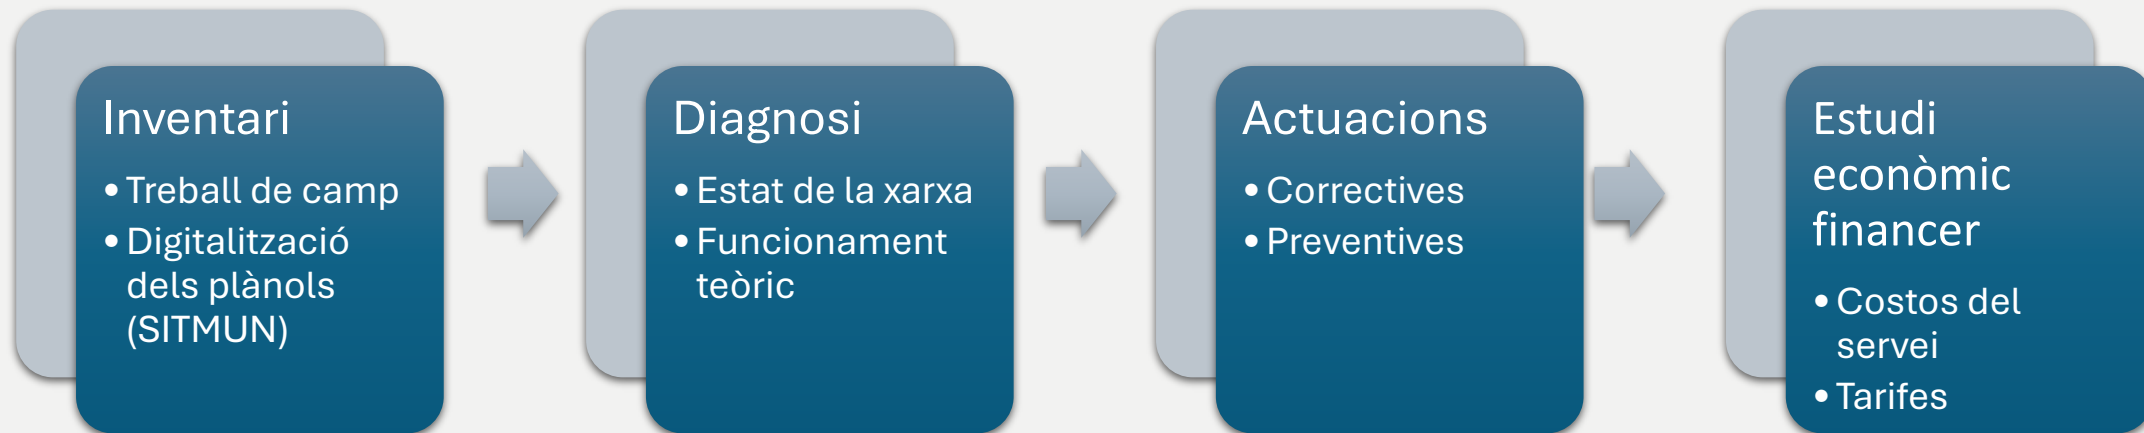 Inventari
• Treball de camp
• Digitalització
dels plànols
(SITMUN)
Diagnosi
• Estat de la xarxa
• Funcionament
teòric
Actuacions
• Correctives
• Preventives
Estudi
econòmic
financer
• Costos del
servei
• Tarifes